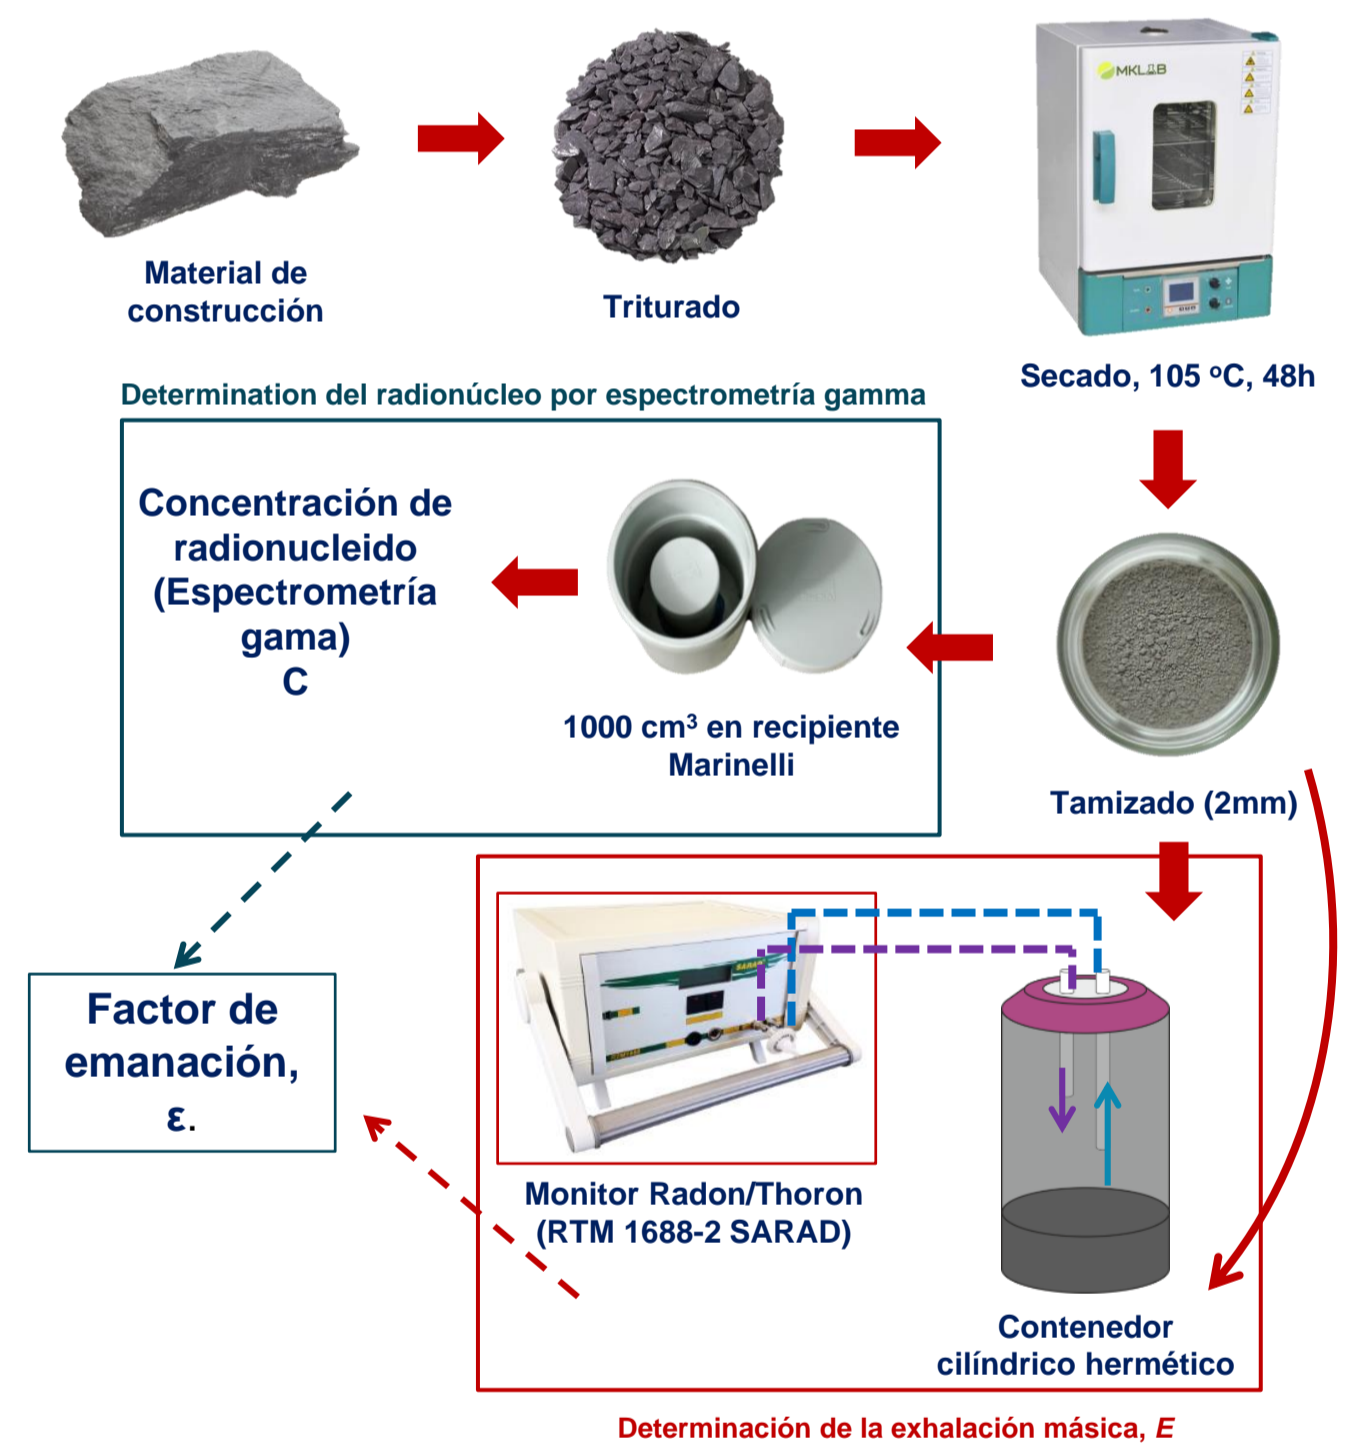 MKLAB
Material de
construcción
Triturado
Secado, 105 ºC, 48h
Determination del radionúcleo por espectrometría gamma
Concentración de
radionucleido
(Espectrometría
gama)
C
1000 cm³ en recipiente
Marinelli
Tamizado (2mm)
Factor de
emanación,
ε.
SARAD
Monitor Radon/Thoron
(RTM 1688-2 SARAD)
Contenedor
cilíndrico hermético
Determinación de la exhalación másica, E